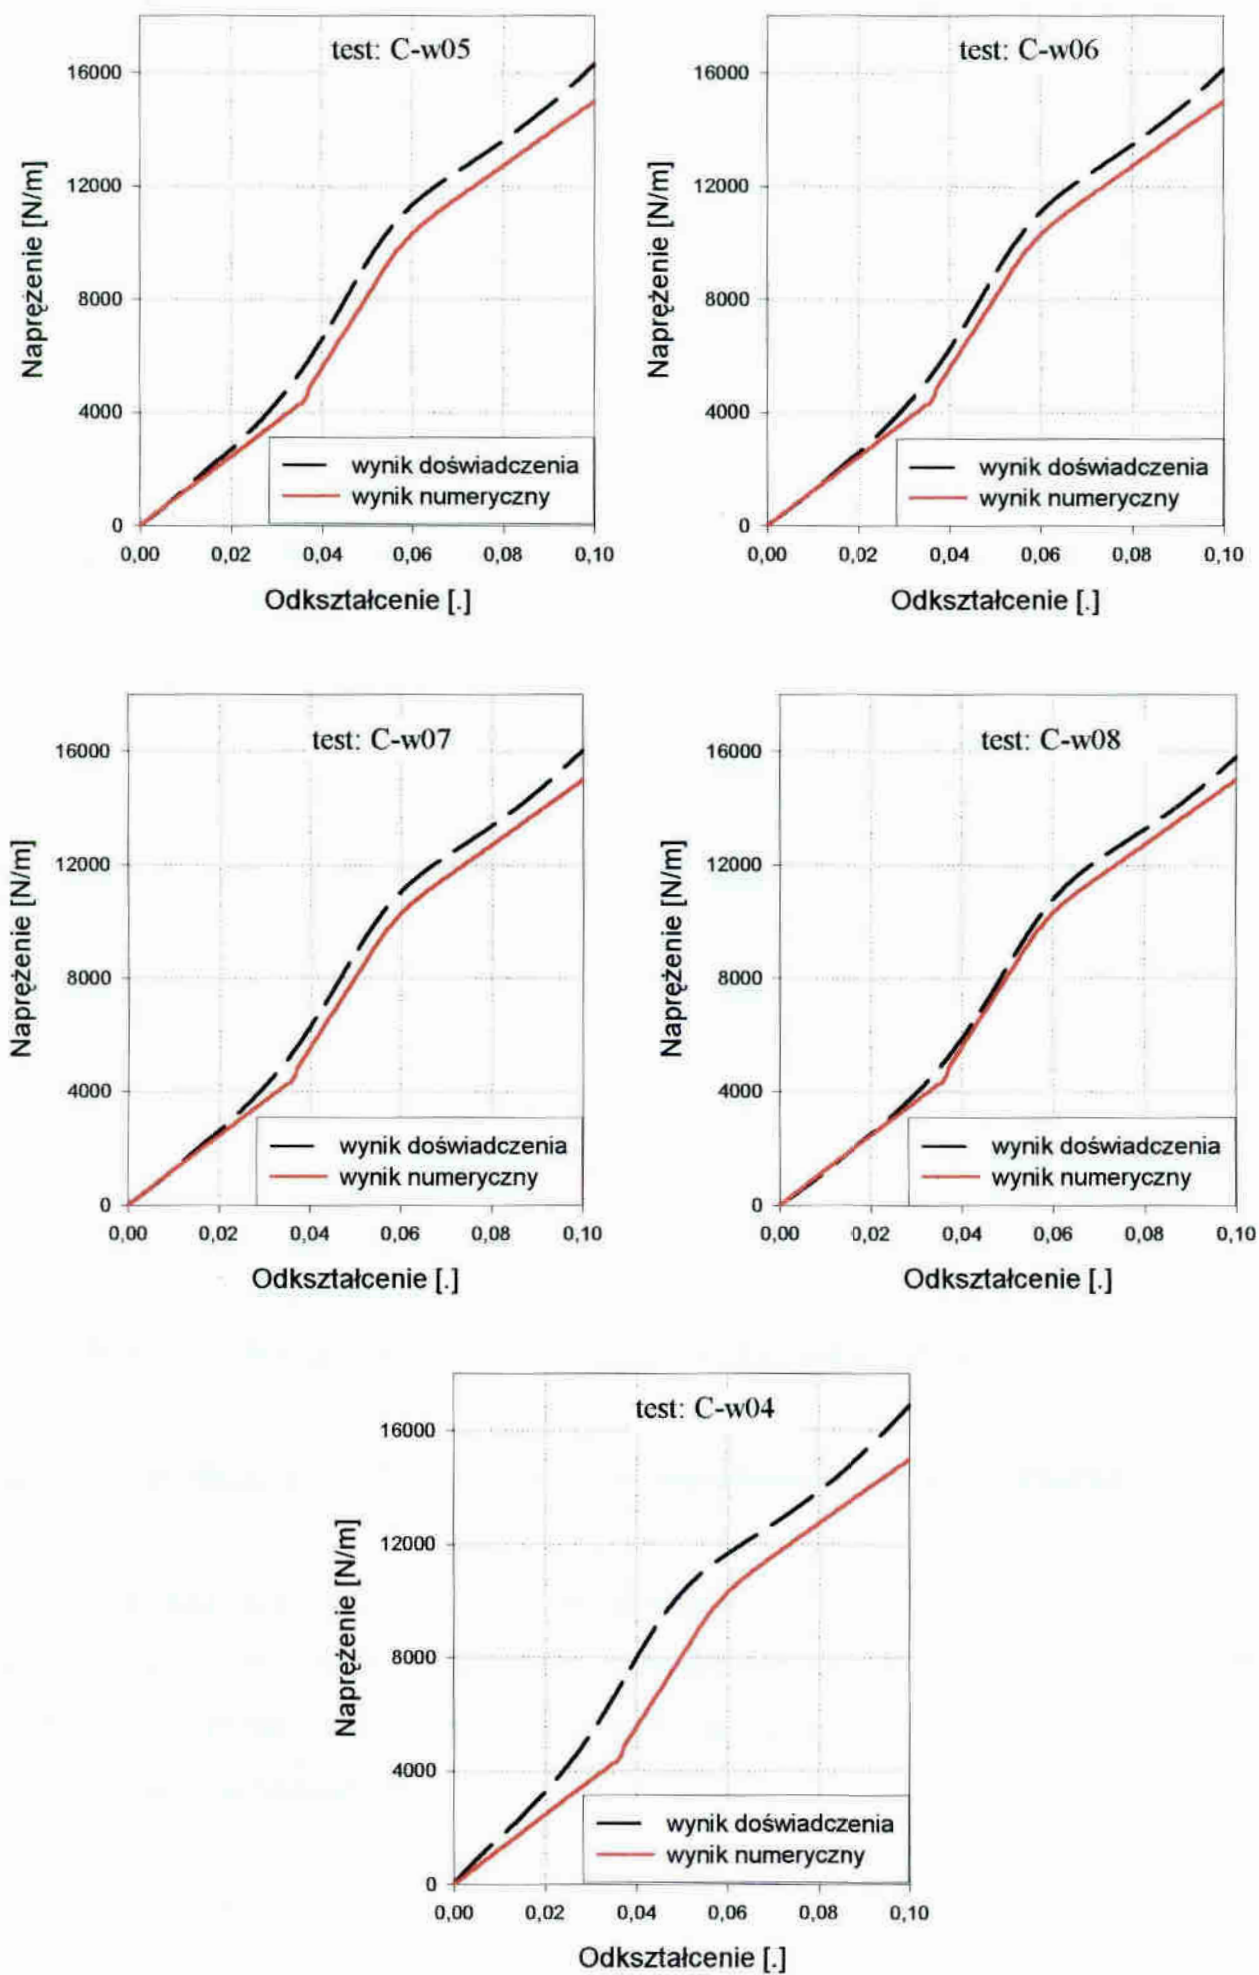 test: C-w05
16000
12000
8000
4000
0
Naprężenie [N/m]
wynik doświadczenia
wynik numeryczny
0,00 0,02 0,04 0,06 0,08 0,10
Odkształcenie [.]
test: C-w06
16000
12000
8000
4000
0
Naprężenie [N/m]
wynik doświadczenia
wynik numeryczny
0,00 0,02 0,04 0,06 0,08 0,10
Odkształcenie [.]
test: C-w07
16000
12000
8000
4000
0
Naprężenie [N/m]
wynik doświadczenia
wynik numeryczny
0,00 0,02 0,04 0,06 0,08 0,10
Odkształcenie [.]
test: C-w08
16000
12000
8000
4000
0
Naprężenie [N/m]
wynik doświadczenia
wynik numeryczny
0,00 0,02 0,04 0,06 0,08 0,10
Odkształcenie [.]
test: C-w04
16000
12000
8000
4000
0
Naprężenie [N/m]
wynik doświadczenia
wynik numeryczny
0,00 0,02 0,04 0,06 0,08 0,10
Odkształcenie [.]